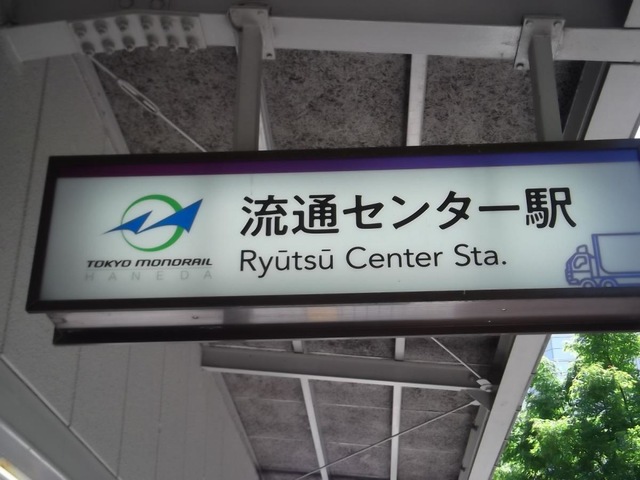 流通センター駅
Ryūtsū Center Sta.
TOKYO MONORAIL
HANEDA